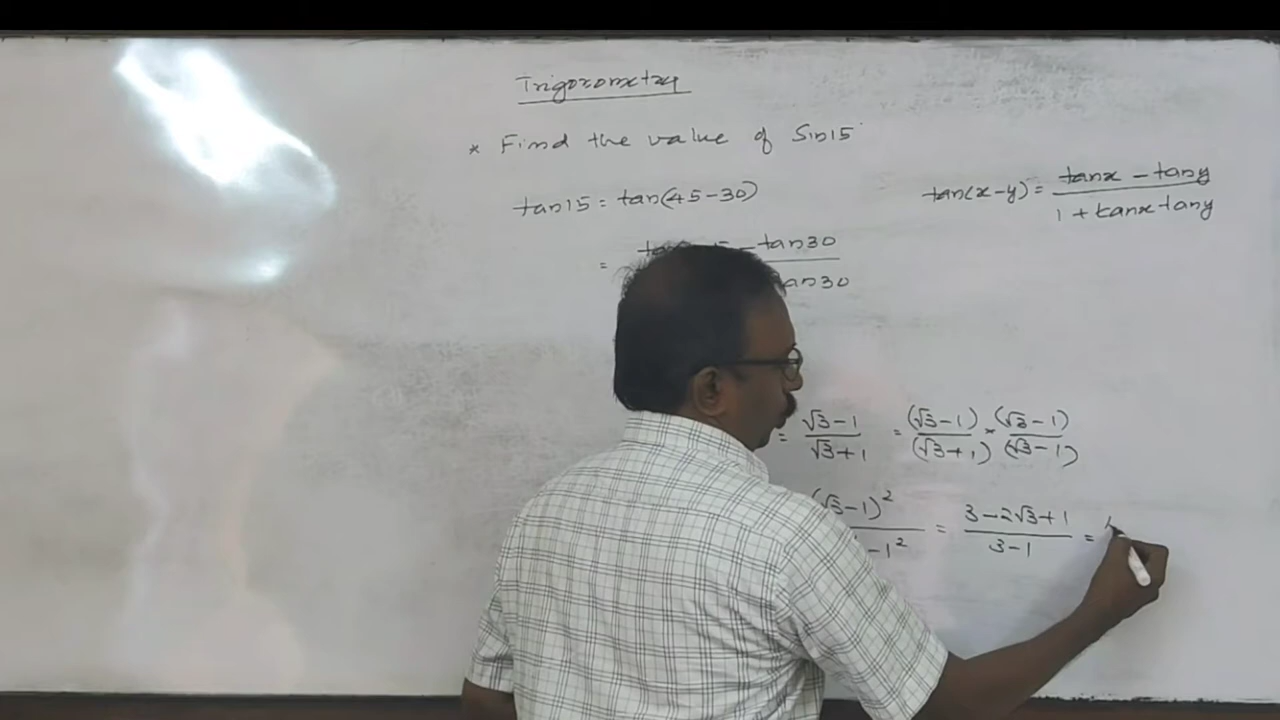 Trigonometry
* Find the value of Sin15
tan15 = tan(45-30)
tan(x-y) = tanx - tany / 1 + tanx tany
= - tan30 / tan30
= √3-1 / √3+1 = (√3-1) / (√3+1) × (√3-1) / (√3-1)
(√3-1)² / -1² = 3-2√3+1 / 3-1 =